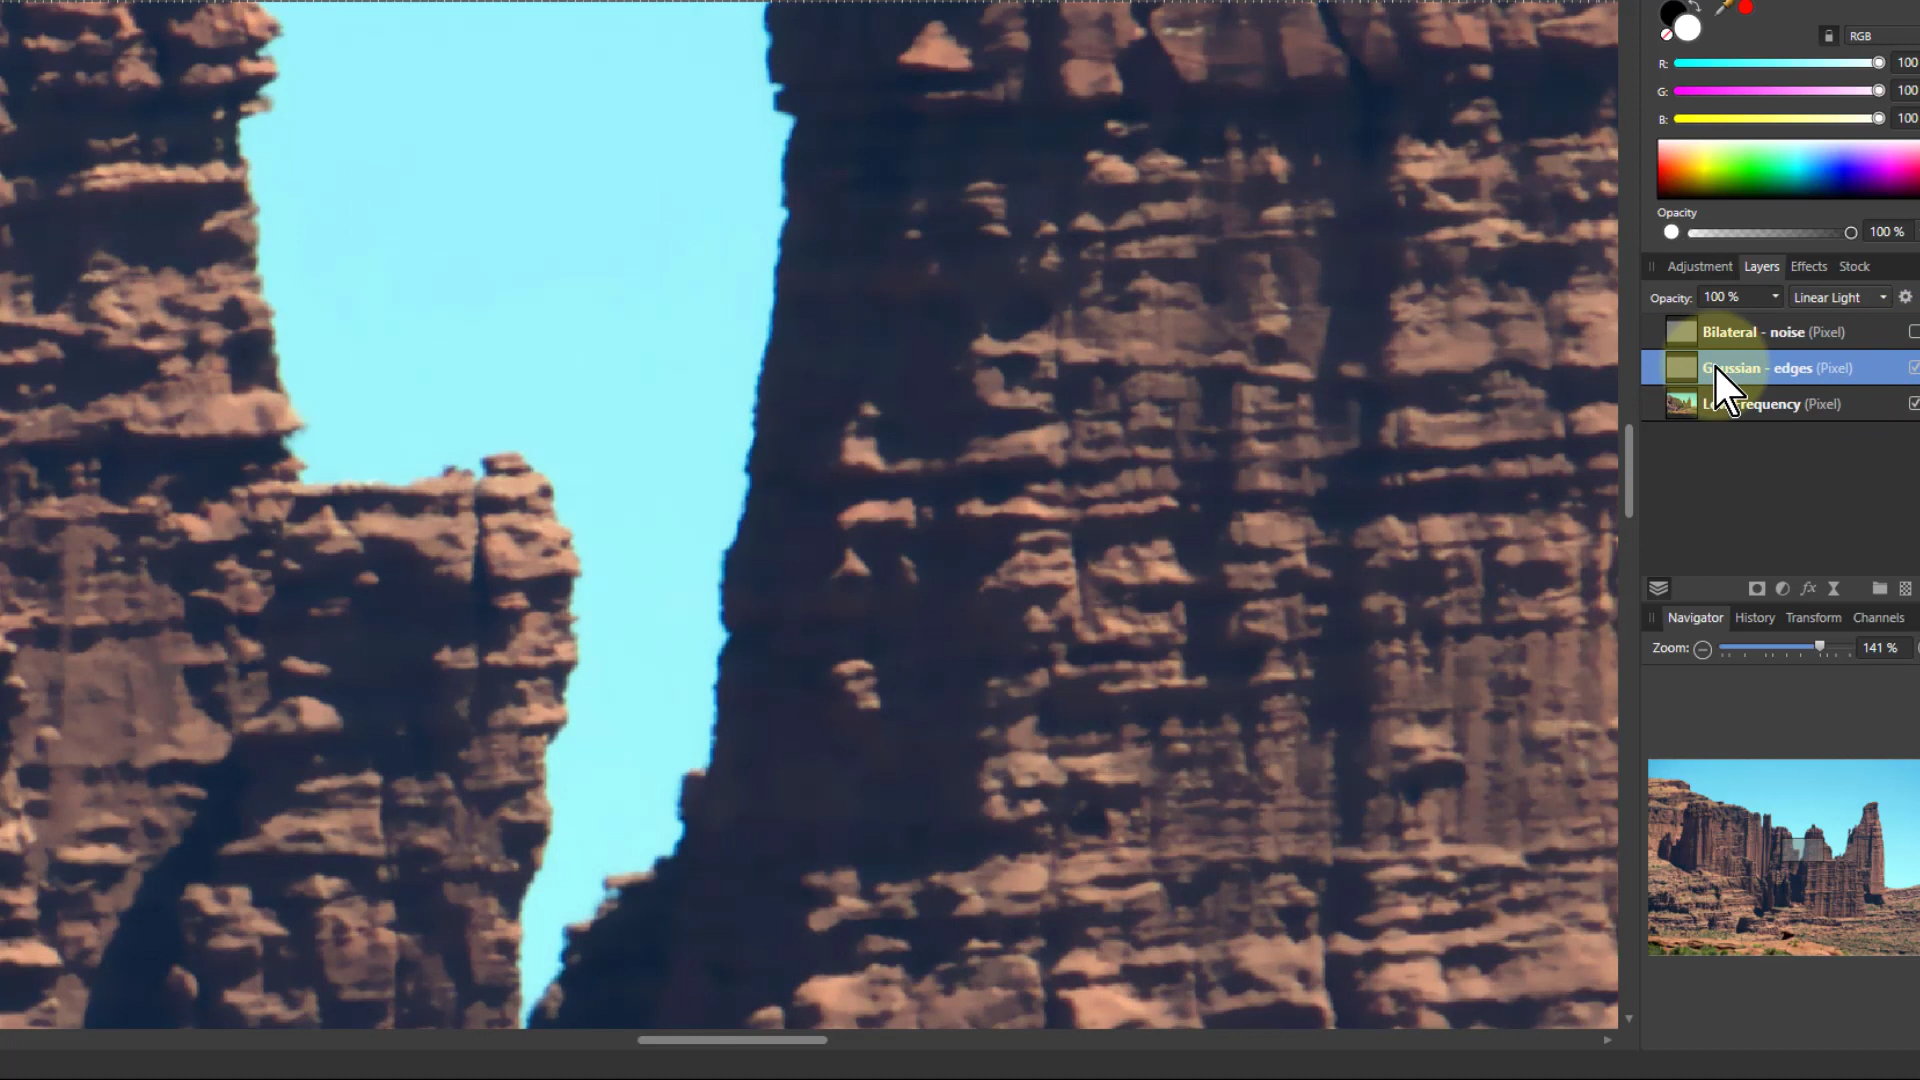 RGB
R: 100
G: 100
B: 100
Opacity
100 %
Adjustment Layers Effects Stock
Opacity: 100 % Linear Light
Bilateral - noise (Pixel)
Gaussian - edges (Pixel)
(Pixel)
Navigator History Transform Channels
Zoom: 141 %